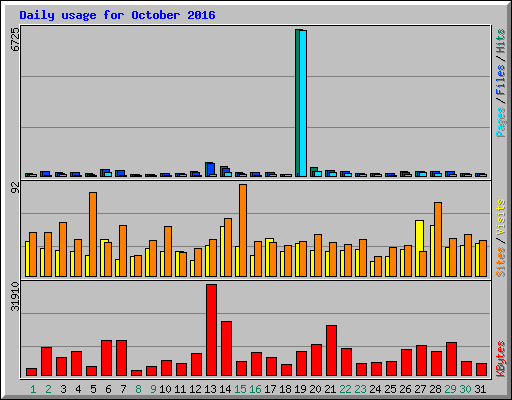 Daily usage for October 2016
6725
92
31910
Pages / Files / Hits
Sites / Visits
KBytes
1 2 3 4 5 6 7 8 9 10 11 12 13 14 15 16 17 18 19 20 21 22 23 24 25 26 27 28 29 30 31